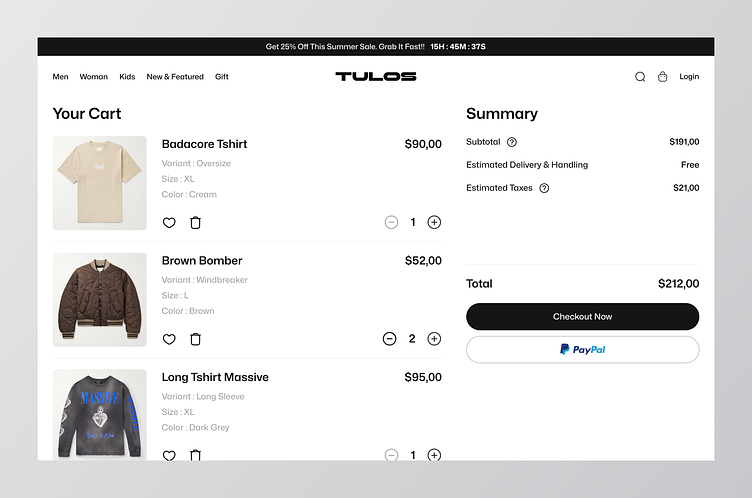 Get 25% Off This Summer Sale. Grab It Fast!! 15H : 45M : 37S
Men Woman Kids New & Featured Gift TULOS Login
Your Cart
Badacore Tshirt $90,00
Variant : Oversize
Size : XL
Color : Cream
1
Brown Bomber $52,00
Variant : Windbreaker
Size : L
Color : Brown
2
Long Tshirt Massive $95,00
Variant : Long Sleeve
Size : XL
Color : Dark Grey
1
MASSIVE
Summary
Subtotal ? $191,00
Estimated Delivery & Handling Free
Estimated Taxes ? $21,00
Total $212,00
Checkout Now
PayPal